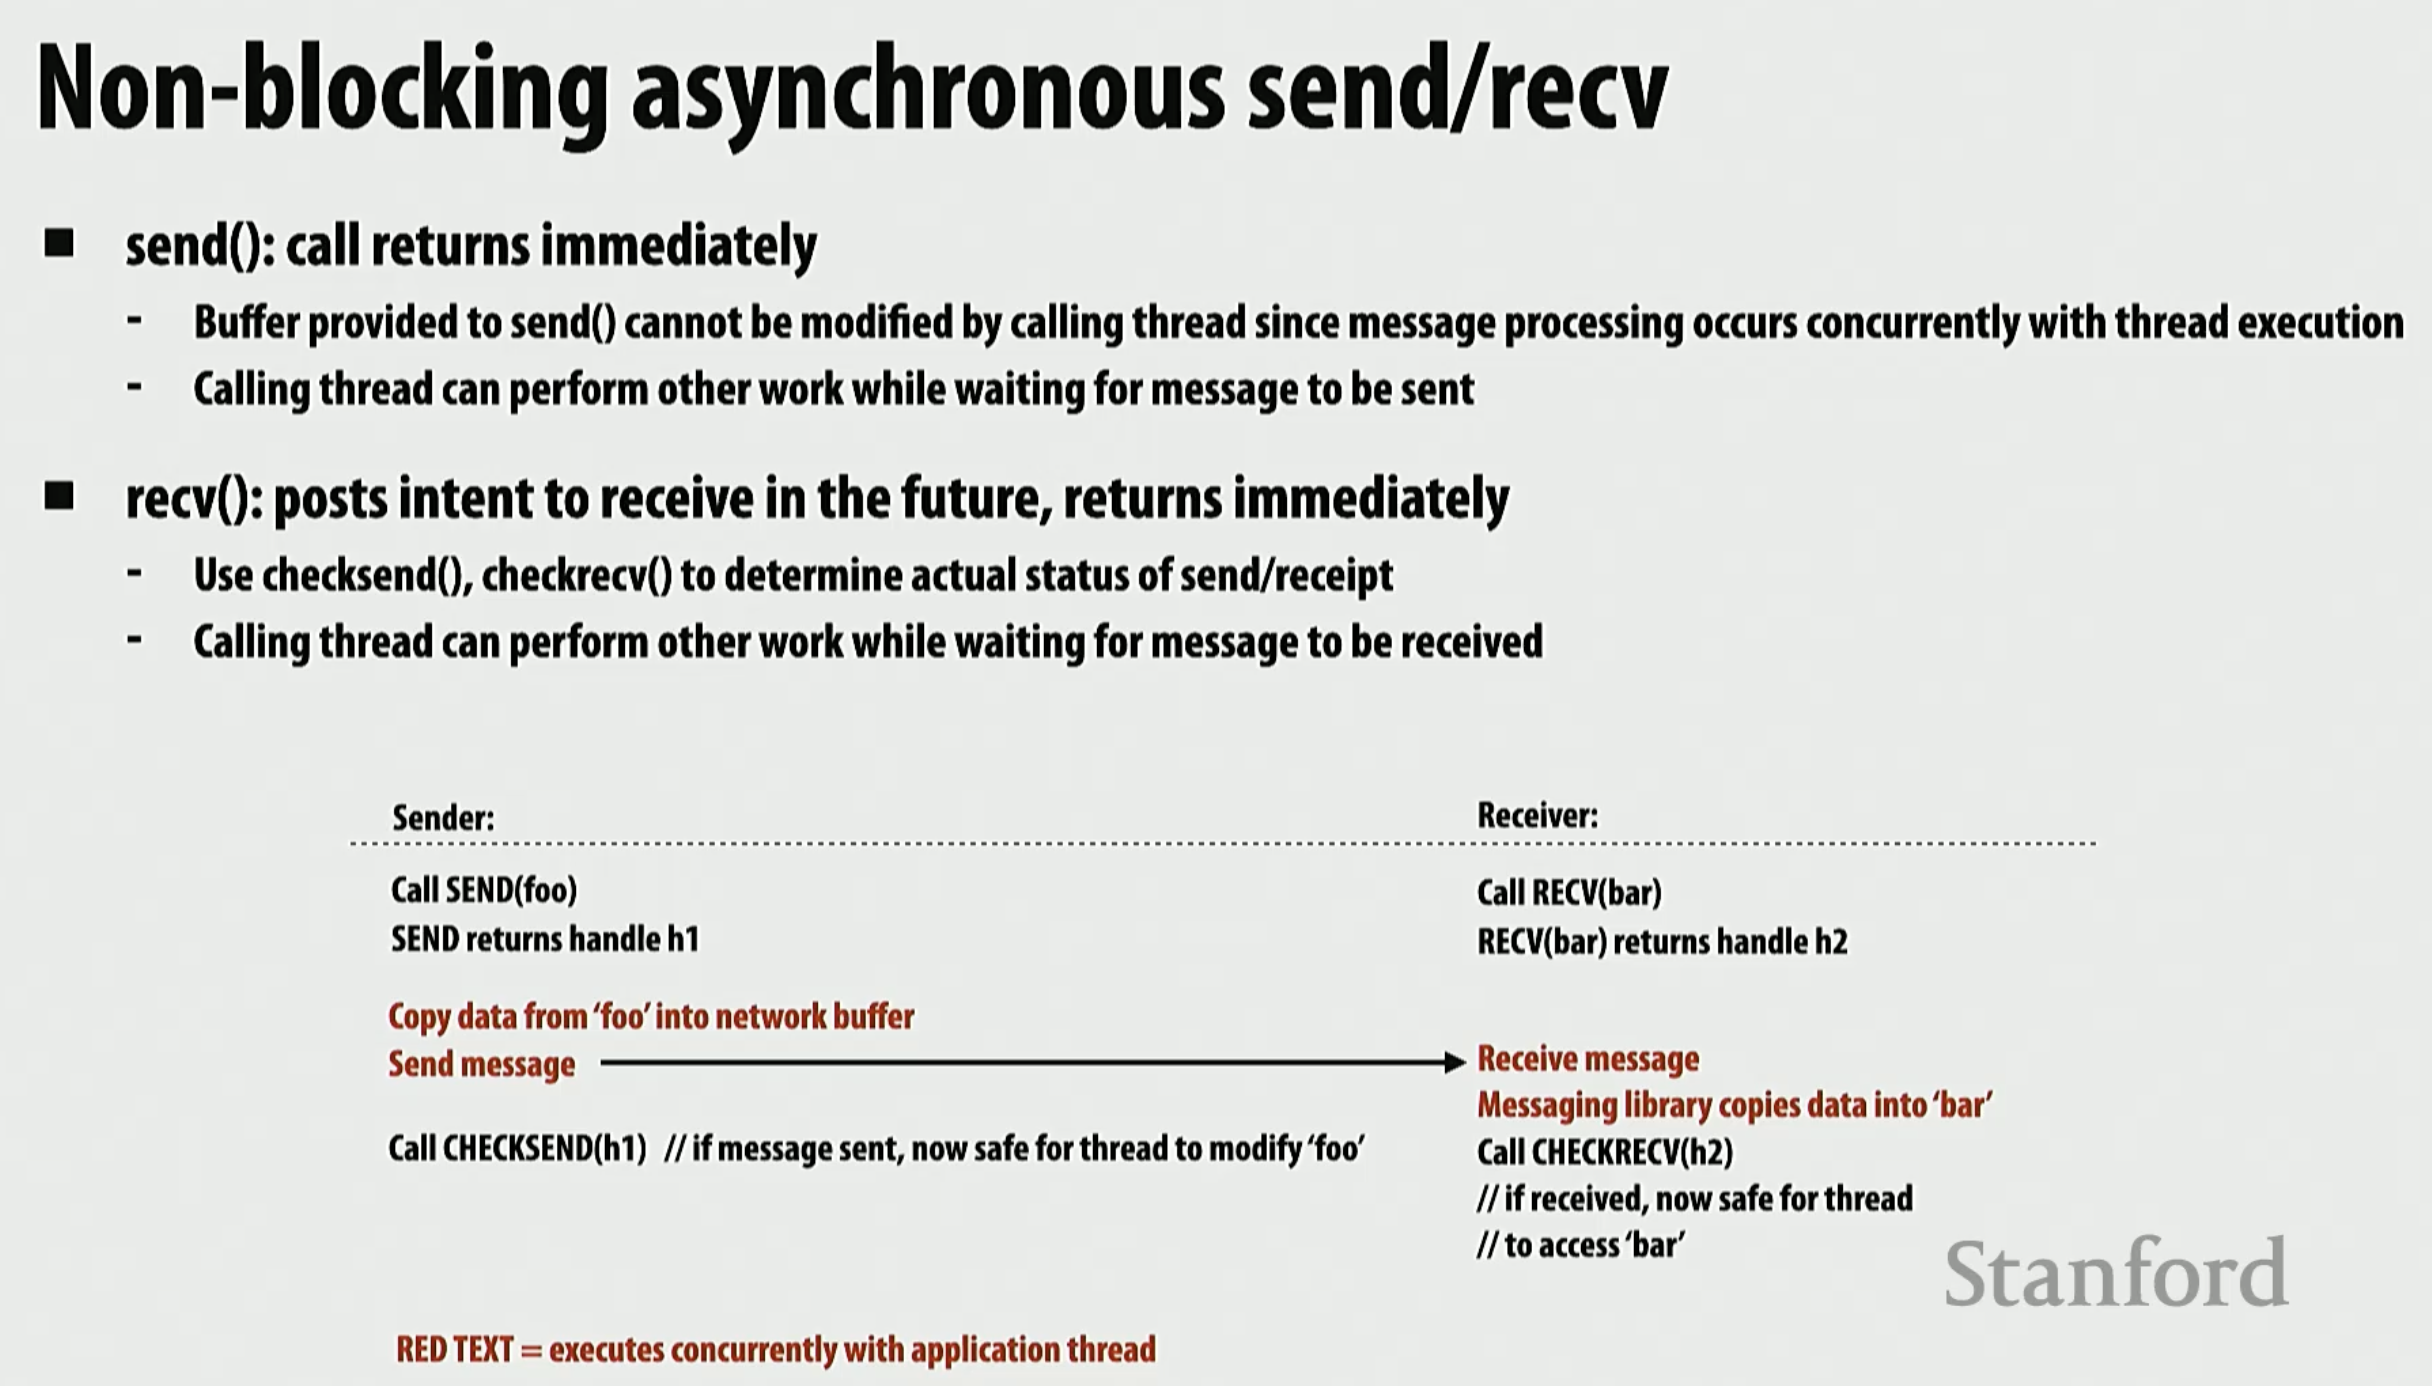 Non-blocking asynchronous send/recv
■ send(): call returns immediately
- Buffer provided to send() cannot be modified by calling thread since message processing occurs concurrently with thread execution
- Calling thread can perform other work while waiting for message to be sent
■ recv(): posts intent to receive in the future, returns immediately
- Use checksend(), checkrecv() to determine actual status of send/receipt
- Calling thread can perform other work while waiting for message to be received
Sender:
Call SEND(foo)
SEND returns handle h1
Copy data from ‘foo’ into network buffer
Send message
Call CHECKSEND(h1) // if message sent, now safe for thread to modify ‘foo’
Receiver:
Call RECV(bar)
RECV(bar) returns handle h2
Receive message
Messaging library copies data into ‘bar’
Call CHECKRECV(h2)
// if received, now safe for thread
// to access ‘bar’
RED TEXT = executes concurrently with application thread
Stanford